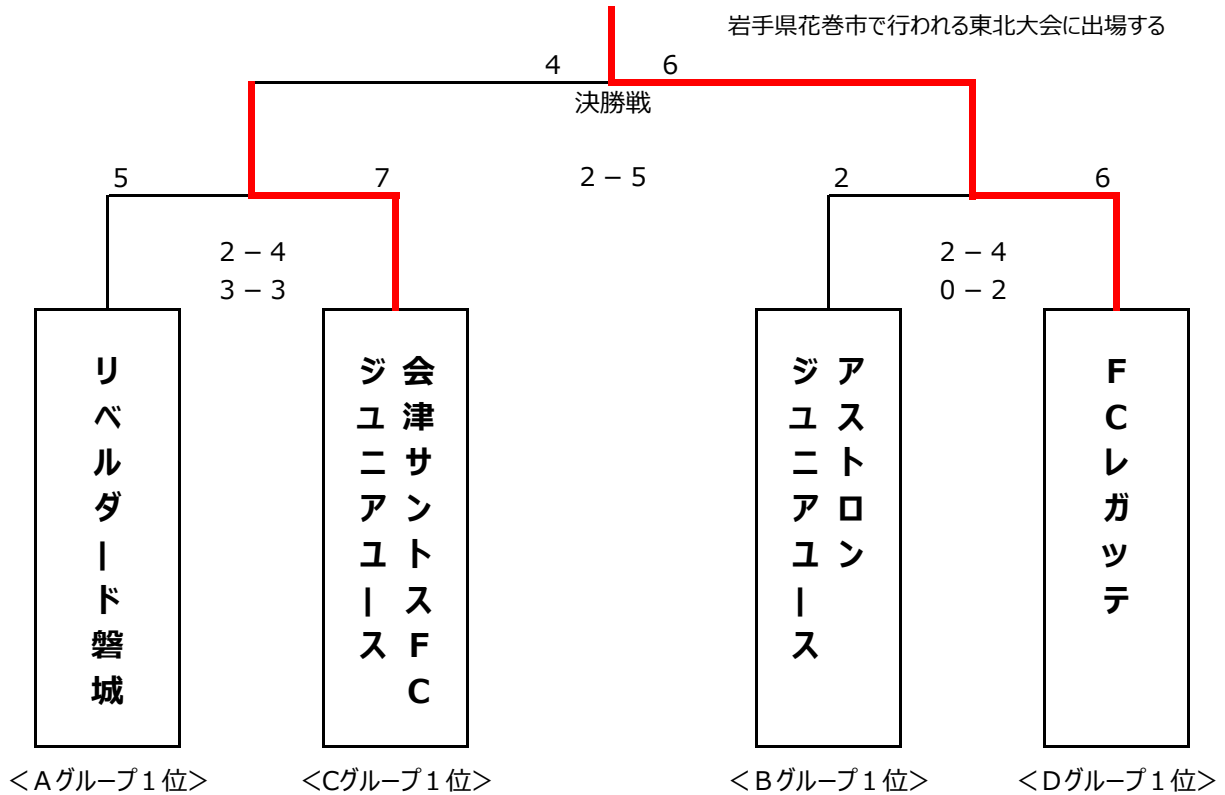 岩手県花巻市で行われる東北大会に出場する
4 6
決勝戦
5 7 2－5 2 6
2－4 2－4
3－3 0－2
リベルダード磐城
会津サントスFC
ジユニアユース
アストロン
ジユニアユース
FCレガッテ
＜Aグループ１位＞ ＜Cグループ１位＞ ＜Bグループ１位＞ ＜Dグループ１位＞